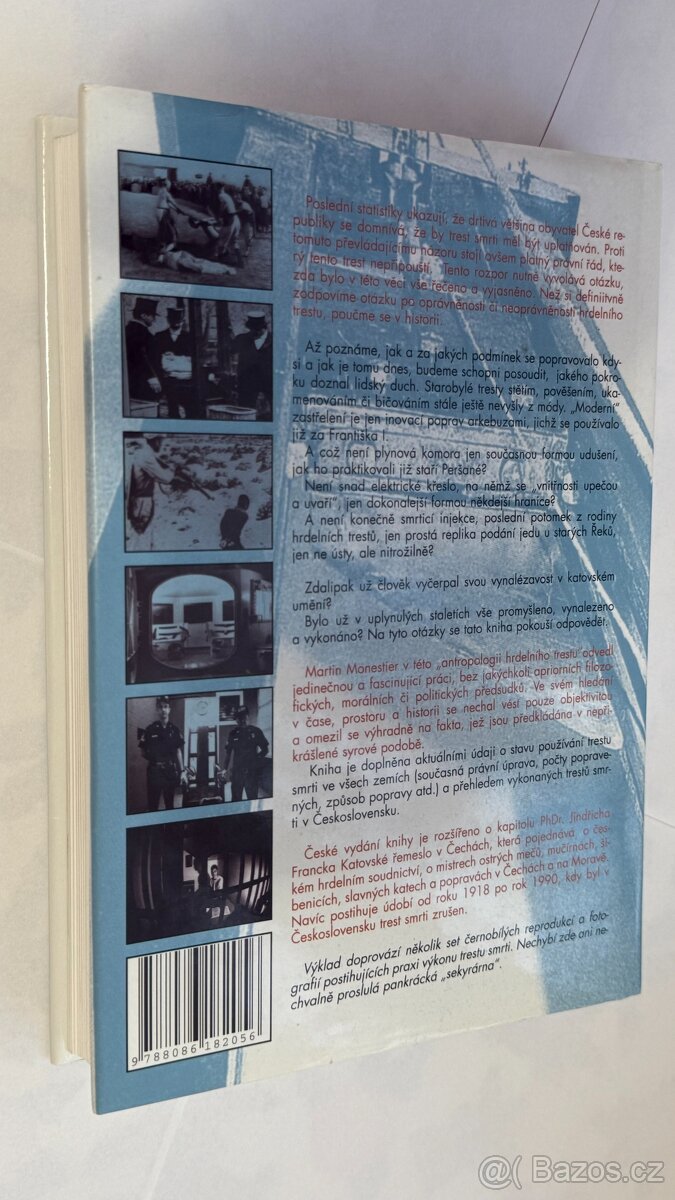 Poslední statistiky ukazují, že drtivá většina obyvatel České re-
publiky se domnívá, že by trest smrti měl být uplatňován. Proti
tomuto převládajícímu názoru stojí ovšem platný právní řád, kte-
rý tento trest nepřipouští. Tento rozpor nutně vyvolává otázku,
zda bylo v této věci vše řečeno a vyjasněno. Než si definitivně
zodpovíme otázku po oprávněnosti či neoprávněnosti hrdelního
trestu, poučme se v historii.
Až poznáme, jak a za jakých podmínek se popravovalo kdy-
si a jak je tomu dnes, budeme schopni posoudit, jakého pokro-
ku doznal lidský duch. Starobylé tresty stětím, pověšením, uka-
menováním či bičováním stále ještě nevyšly z módy. „Moderní“
zastřelení je jen inovací poprav arkebuzami, jichž se používalo
již za Františka I.
A což není plynová komora jen současnou formou udušení,
jak ho praktikovali již staří Peršané?
Není snad elektrické křeslo, na němž se „vnitřnosti upečou
a uvaří“, jen dokonalejší formou někdejší hranice?
A není konečně smrtící injekce, poslední potomek z rodiny
hrdelních trestů, jen prostá replika podání jedu u starých Řeků,
jen ne ústy, ale nitrožilně?
Zdalipak už člověk vyčerpal svou vynalézavost v katovském
umění?
Bylo už v uplynulých staletích vše promyšleno, vynalezeno
a vykonáno? Na tyto otázky se tato kniha pokouší odpovědět.
Martin Monestier v této „antropologii hrdelního trestu“ odvedl
jedinečnou a fascinující práci, bez jakýchkoli apriorních filozo-
fických, morálních či politických předsudků. Ve svém hledání
v čase, prostoru a historii se nechal vést pouze objektivitou
a omezil se výhradně na fakta, jež jsou předkládána v nepři-
krášlené syrové podobě.
Kniha je doplněna aktuálními údaji o stavu používání trestu
smrti ve všech zemích (současná právní úprava, počty poprave-
ných, způsob popravy atd.) a přehledem vykonaných trestů smr-
ti v Československu.
České vydání knihy je rozšířeno o kapitolu PhDr. Jindřicha
Francka Katovské řemeslo v Čechách, která pojednává o čes-
kém hrdelním soudnictví, o mistrech ostrých mečů, mučírnách, ši-
benicích, slavných katech a popravách v Čechách a na Moravě.
Navíc postihuje údobí od roku 1918 po rok 1990, kdy byl v
Československu trest smrti zrušen.
Výklad doprovází několik set černobílých reprodukcí a foto-
grafií postihujících praxi výkonu trestu smrti. Nechybí zde ani ne-
chvalně proslulá pankrácká „sekyrárna“.
9 788086 182056
@( Bazos.cz